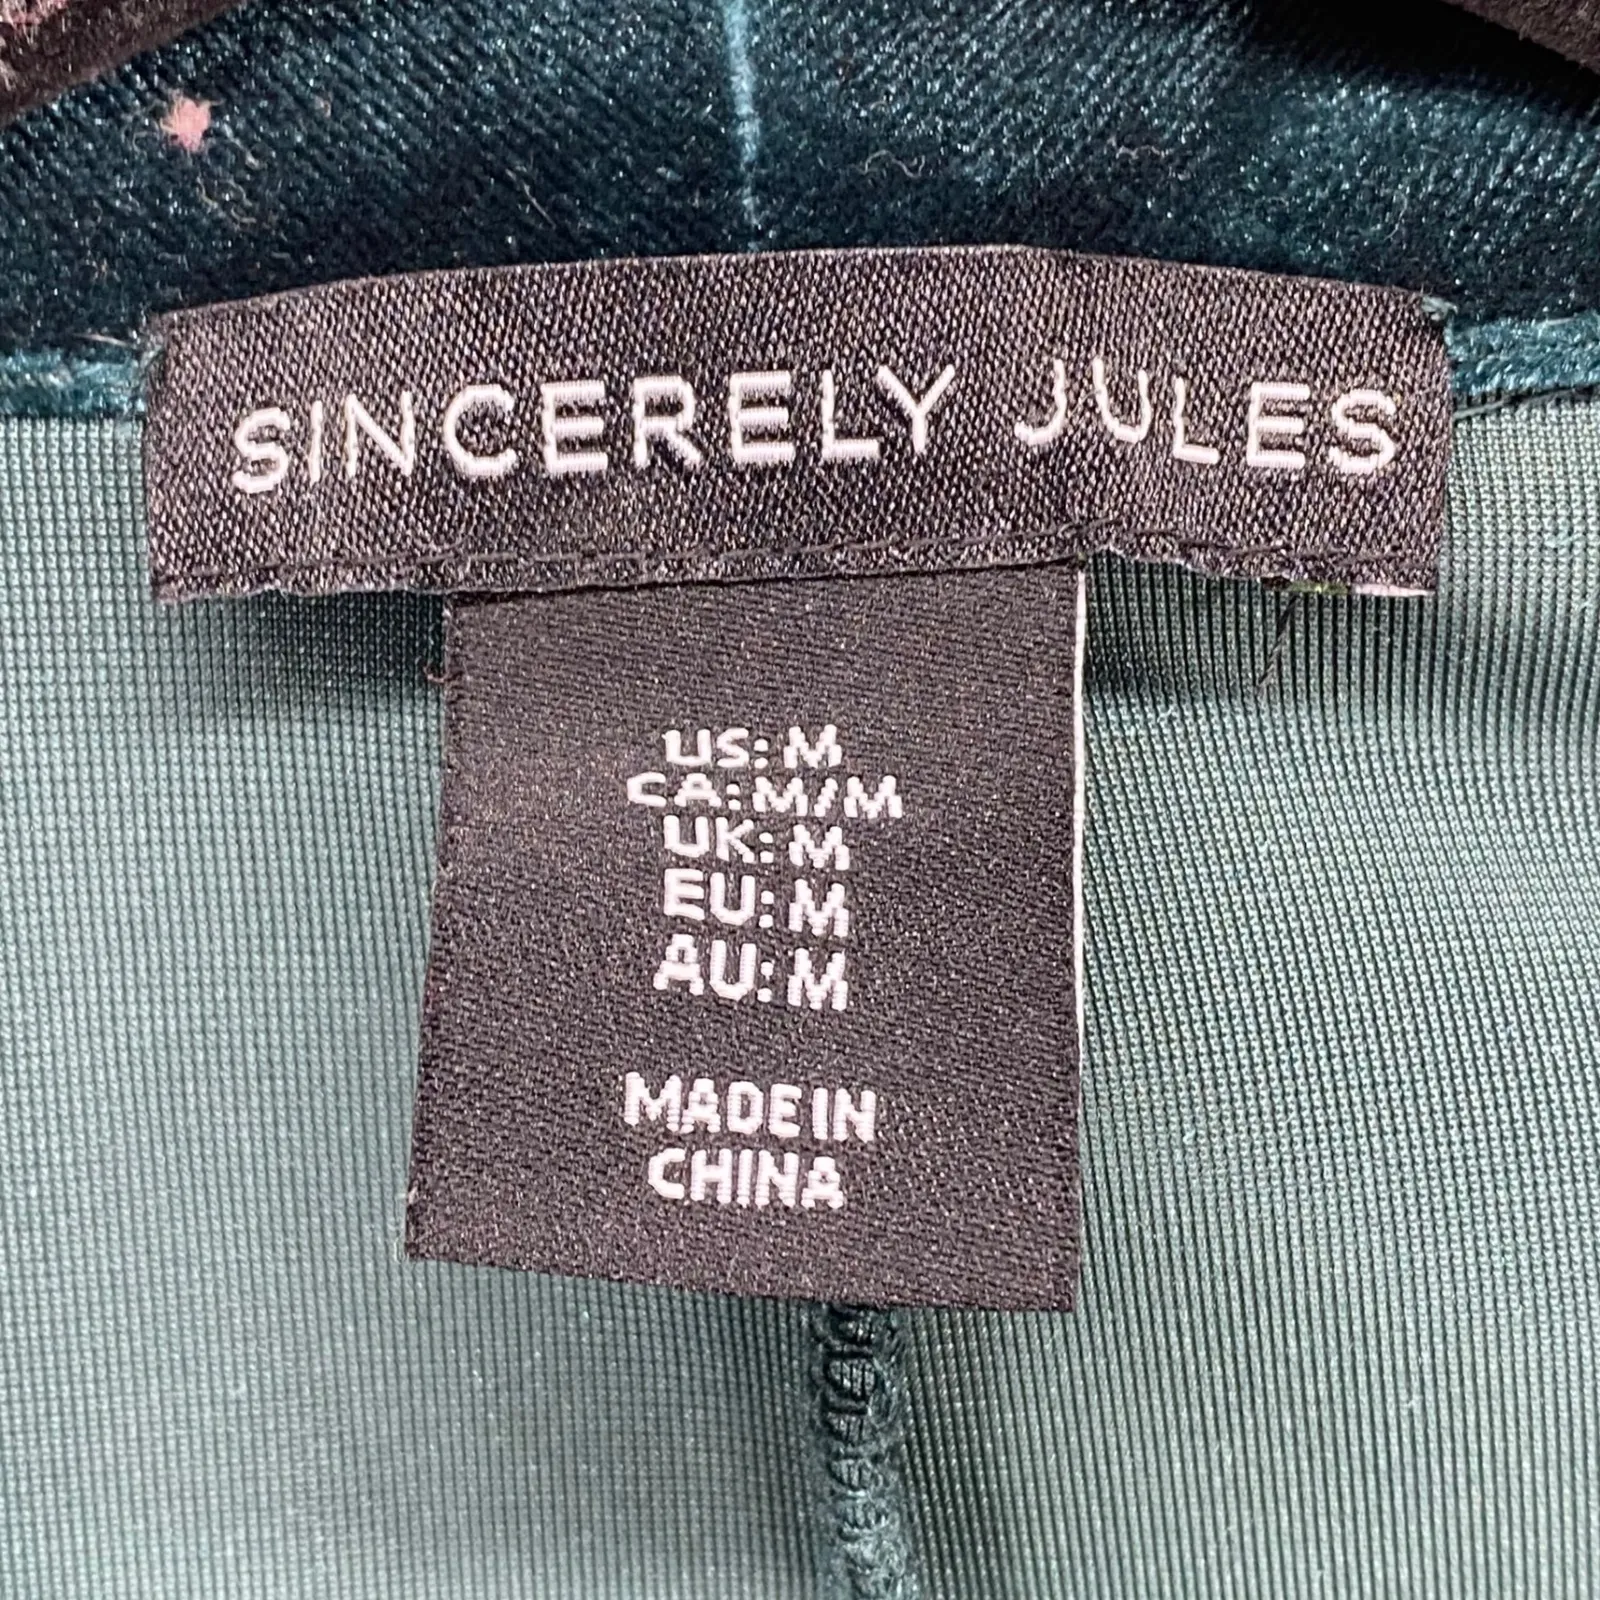 SINCERELY JULES
US: M
CA: M/M
UK: M
EU: M
AU: M
MADE IN
CHINA